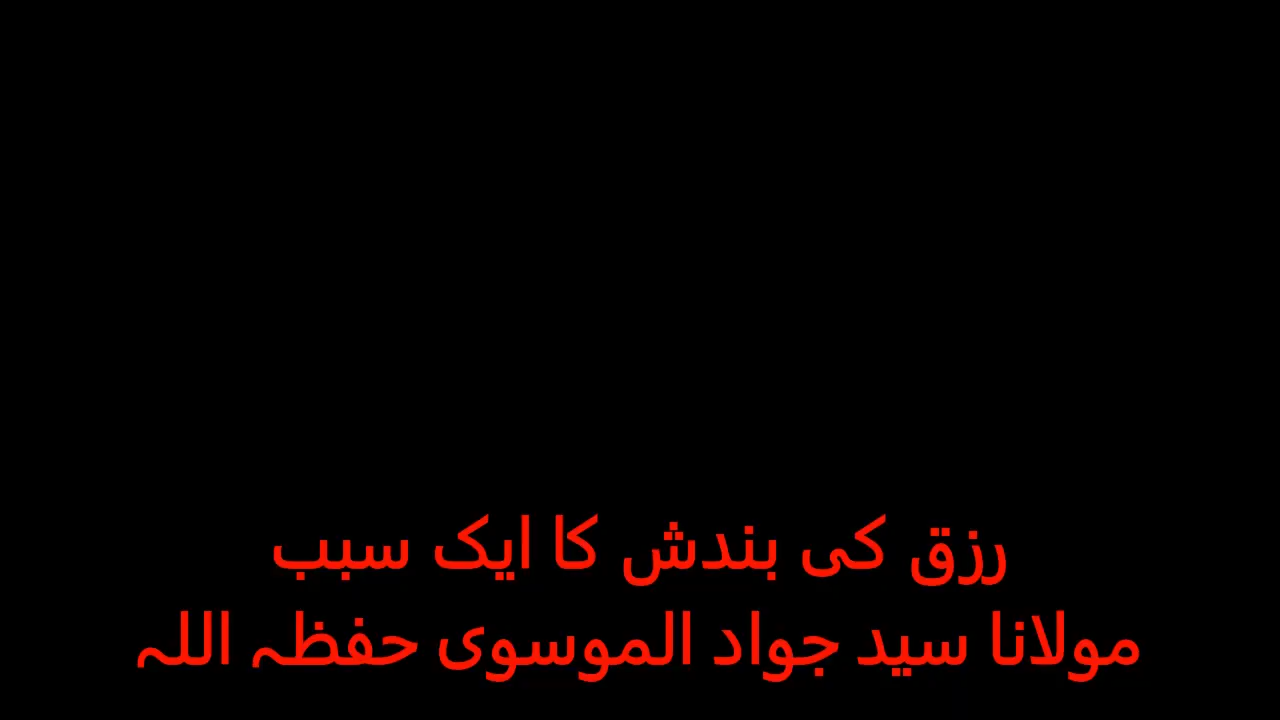 رزق کی بندش کا ایک سبب
مولانا سید جواد الموسوی حفظہ اللہ